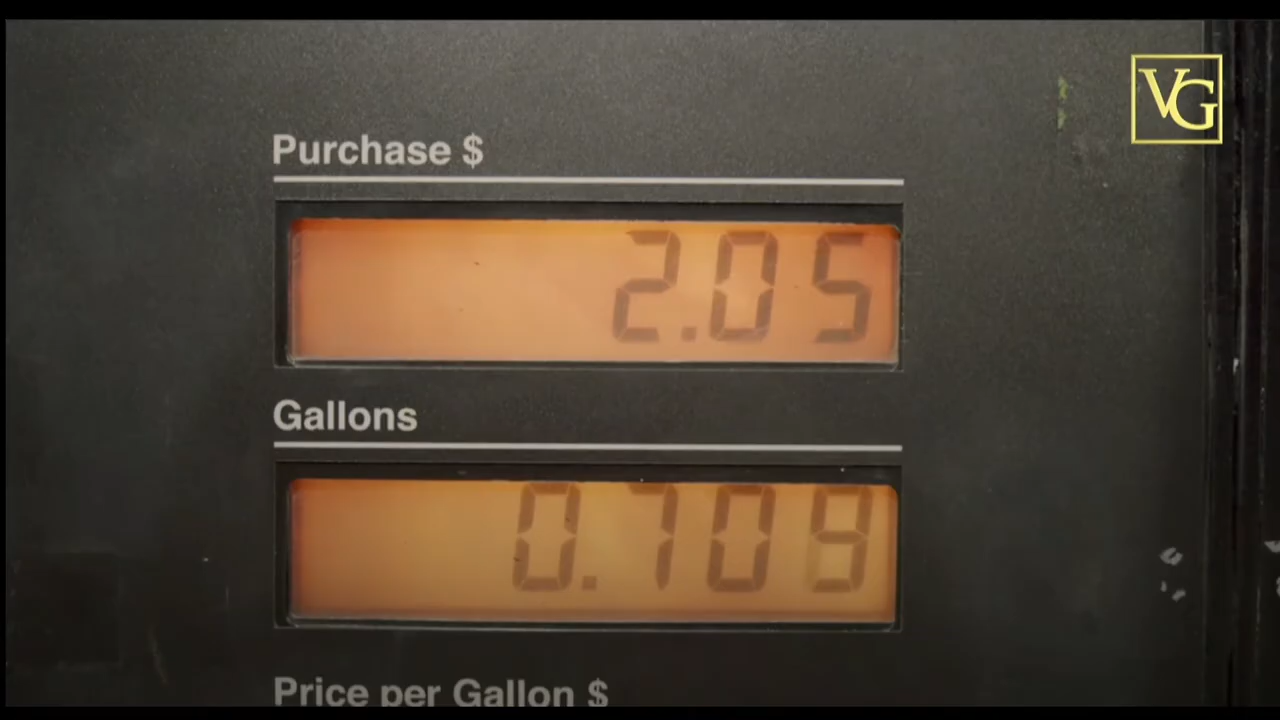 VG
Purchase $
2.05
Gallons
0.709
Price per Gallon $